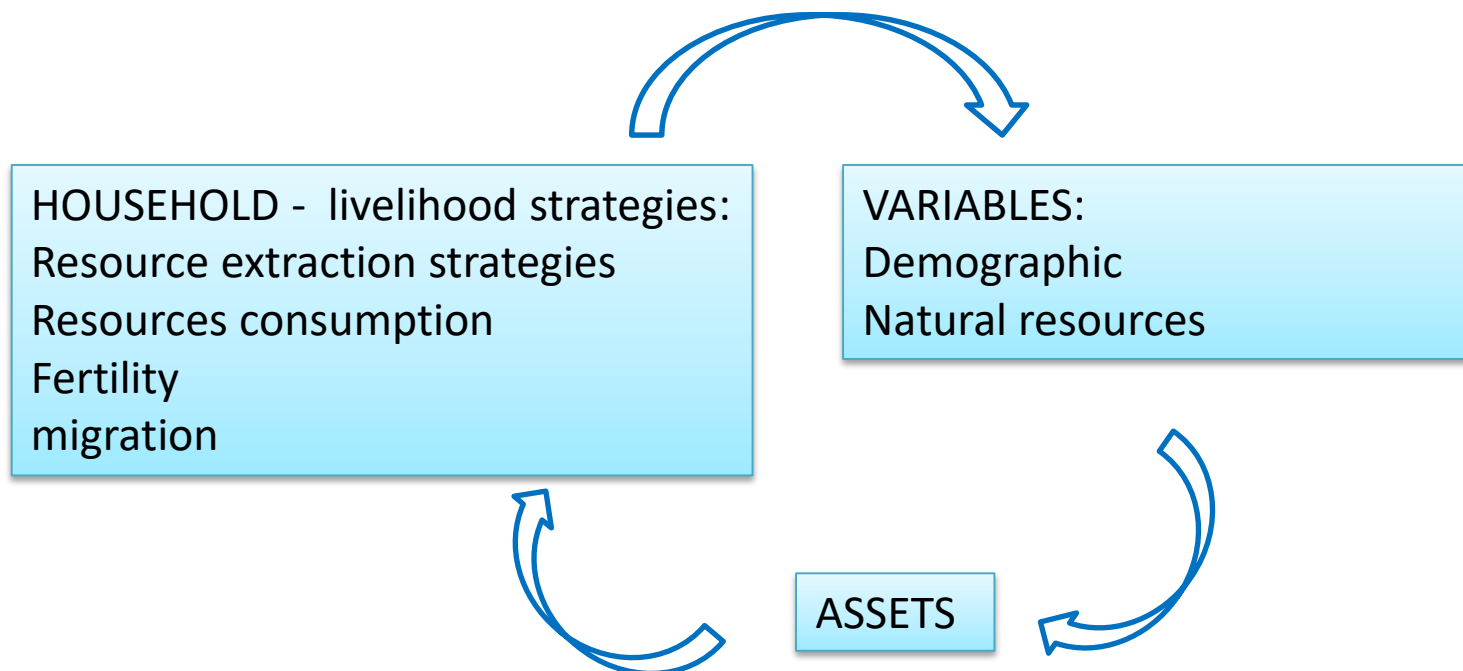 HOUSEHOLD - livelihood strategies:
Resource extraction strategies
Resources consumption
Fertility
migration
VARIABLES:
Demographic
Natural resources
ASSETS